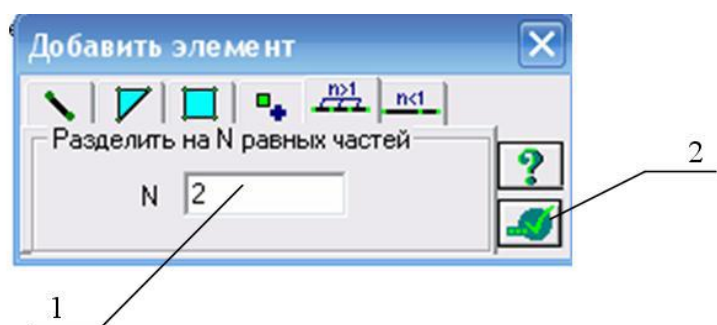 Добавить элемент
n>1 n<1
Разделить на N равных частей
N 2
?
2
1